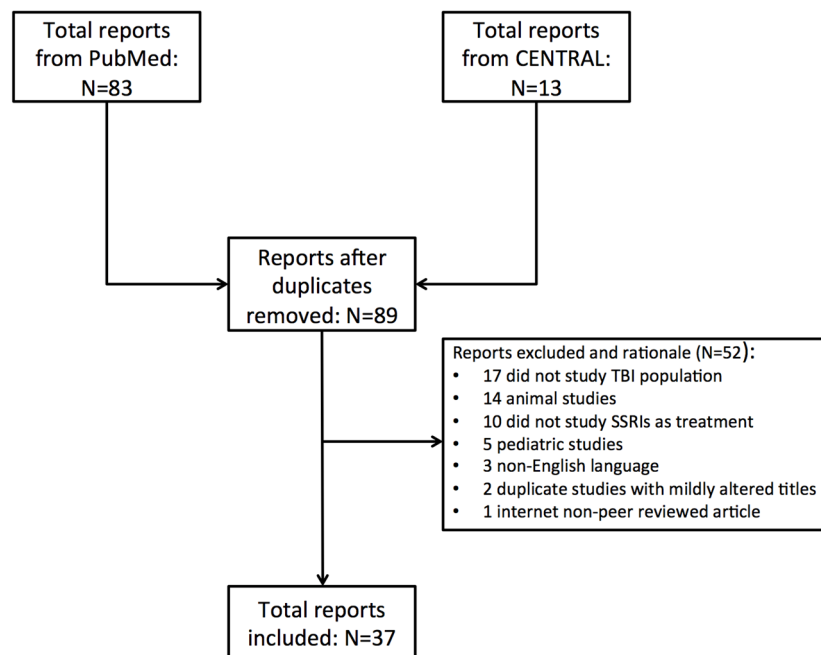 Total reports
from PubMed:
N=83
Total reports
from CENTRAL:
N=13
Reports after
duplicates
removed: N=89
Reports excluded and rationale (N=52):
• 17 did not study TBI population
• 14 animal studies
• 10 did not study SSRIs as treatment
• 5 pediatric studies
• 3 non-English language
• 2 duplicate studies with mildly altered titles
• 1 internet non-peer reviewed article
Total reports
included: N=37